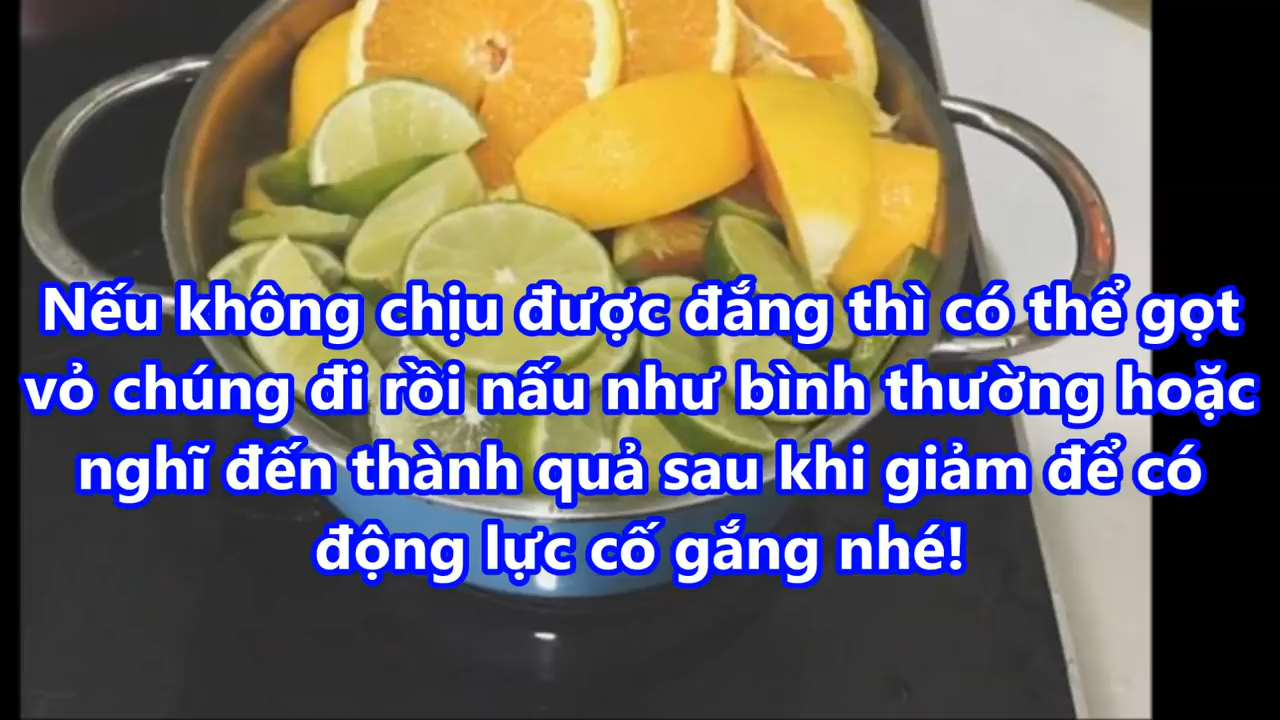 Nếu không chịu được đắng thì có thể gọt
vỏ chúng đi rồi nấu như bình thường hoặc
nghĩ đến thành quả sau khi giảm để có
động lực cố gắng nhé!